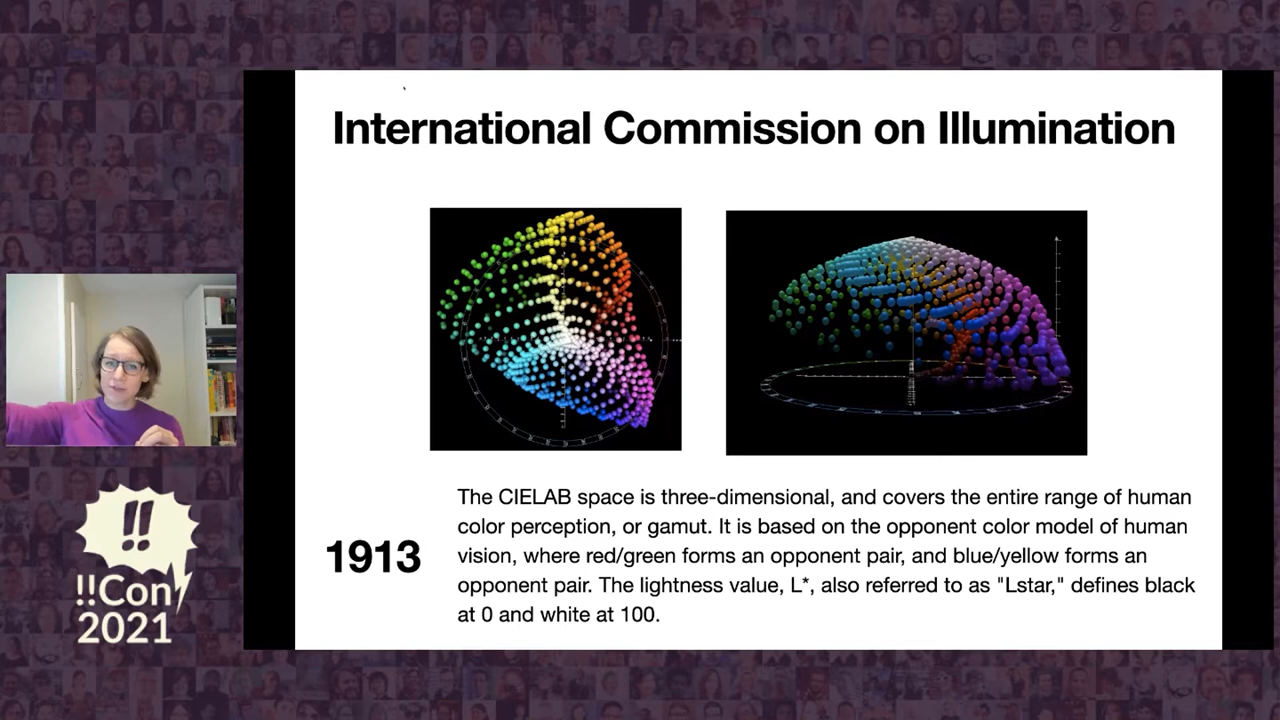 International Commission on Illumination
1913
The CIELAB space is three-dimensional, and covers the entire range of human
color perception, or gamut. It is based on the opponent color model of human
vision, where red/green forms an opponent pair, and blue/yellow forms an
opponent pair. The lightness value, L*, also referred to as "Lstar," defines black
at 0 and white at 100.
!!
!!Con
2021